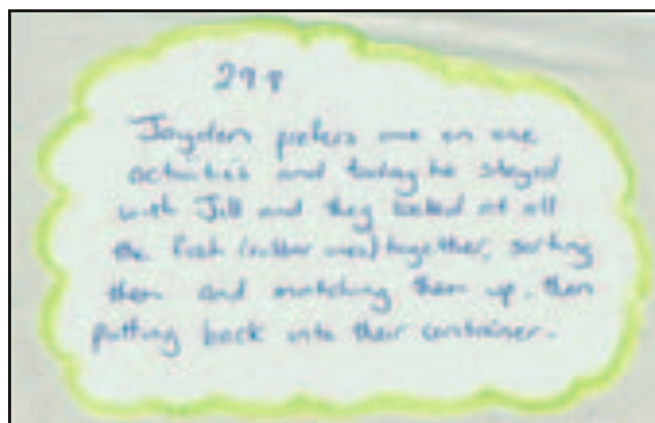 29.8
Jayden prefers one on one
activities and today he stayed
with Jill and they looked at all
the fish (rubber ones) together, sorting
them and matching them up. then
putting back into their container.